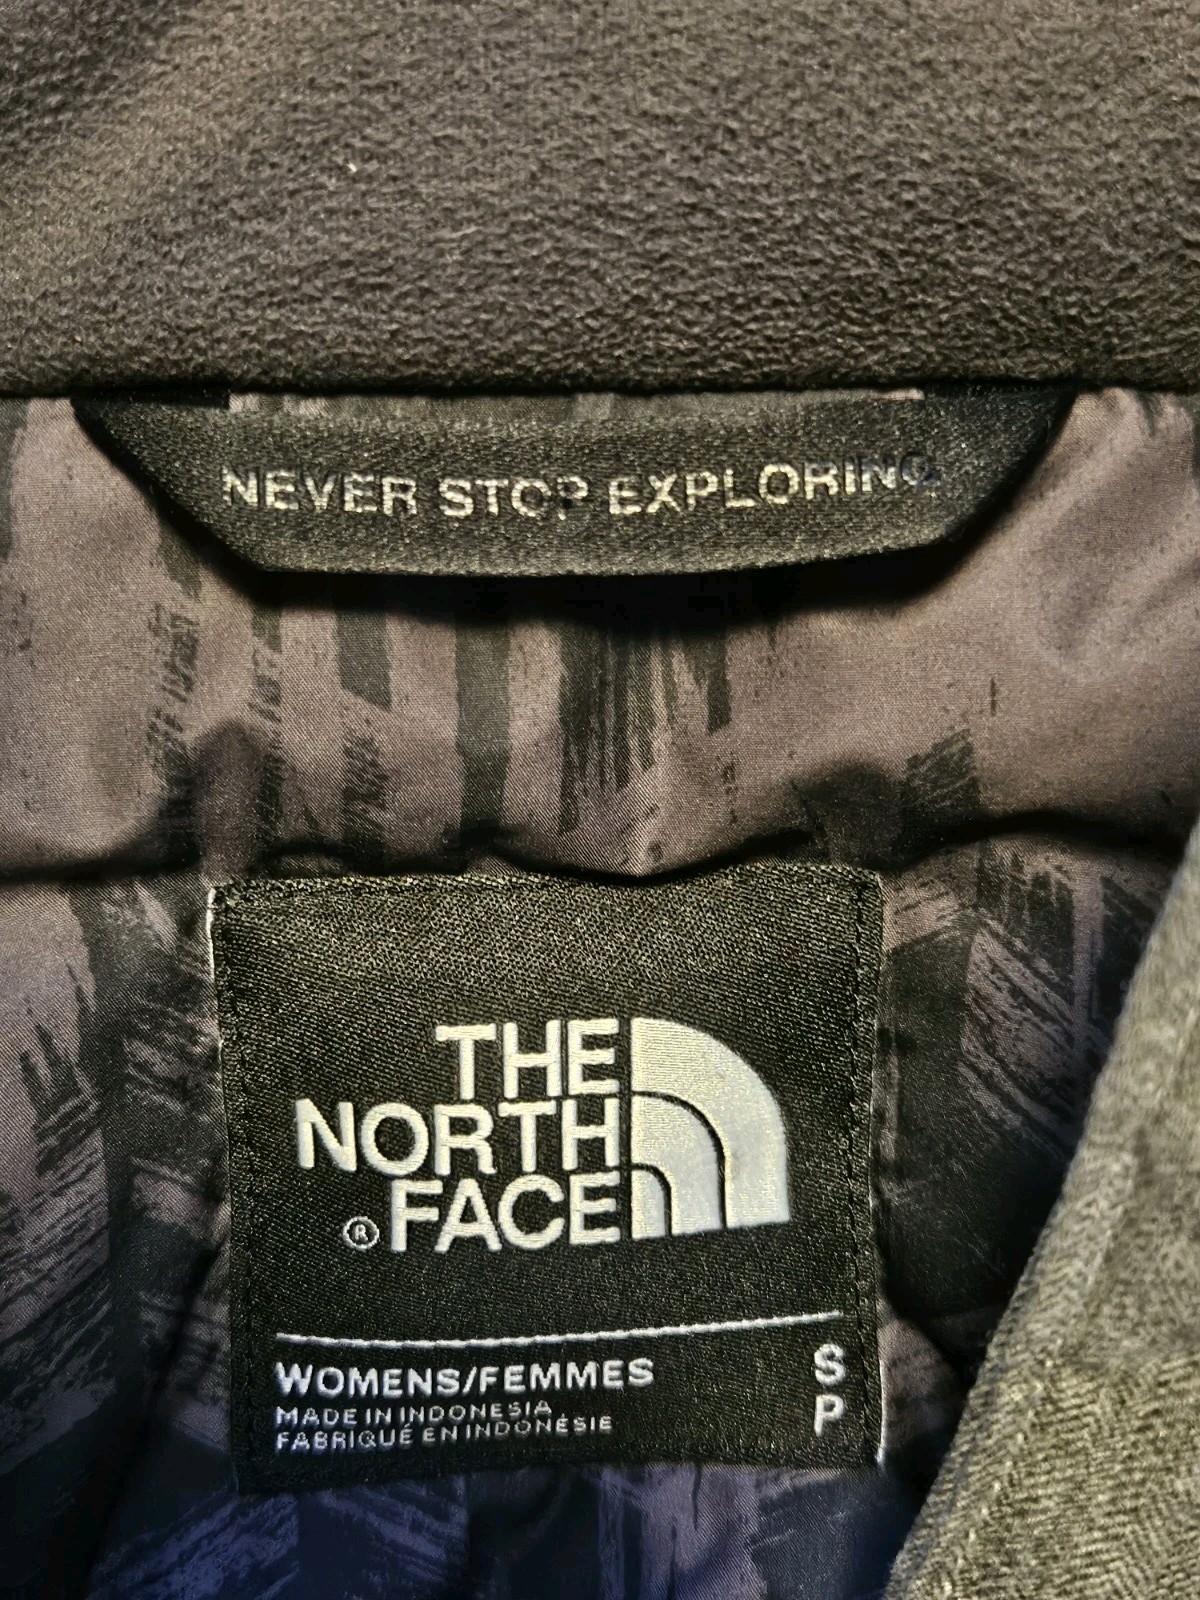 NEVER STOP EXPLORING
THE
NORTH
® FACE
WOMENS/FEMMES
S
MADE IN INDONESIA
FABRIQUÉ EN INDONÉSIE
P